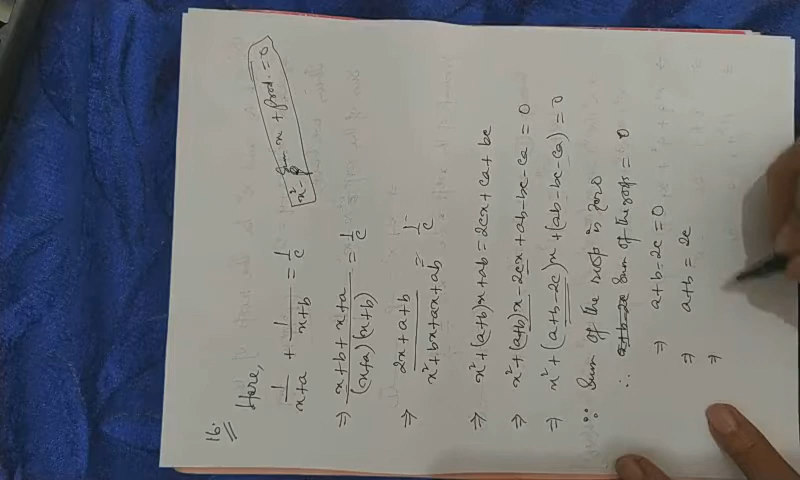 16.
Here,
x² - Sum x + prod. = 0
1/(x+a) + 1/(x+b) = 1/c
⇒ (x+b+x+a)/((x+a)(x+b)) = 1/c
⇒ (2x+a+b)/(x²+bx+ax+ab) = 1/c
⇒ x²+(a+b)x+ab = 2cx+ca+bc
⇒ x²+(a+b)x-2cx+ab-bc-ca = 0
⇒ x²+(a+b-2c)x+(ab-bc-ca) = 0
∵ Sum of the roots is zero
∴ Sum of the roots = 0
⇒ a+b-2c = 0
⇒ a+b = 2c
⇒